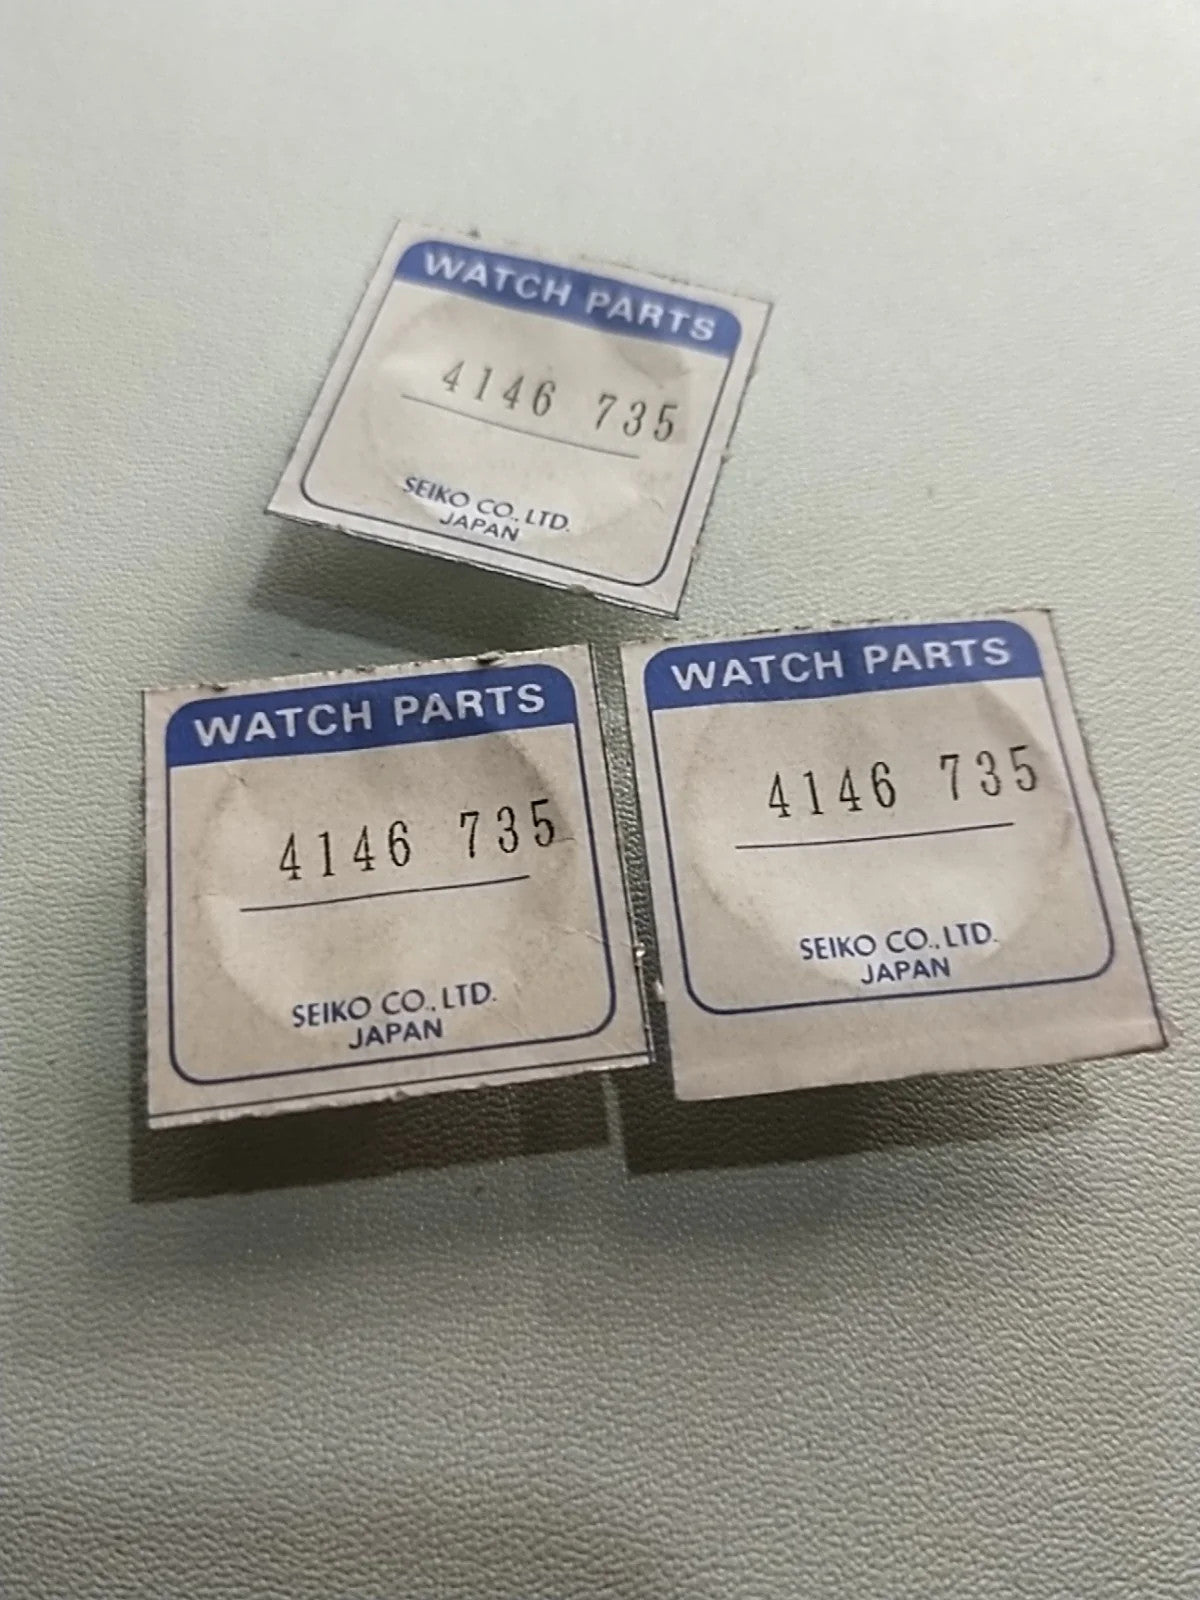 WATCH PARTS
4146 735
SEIKO CO., LTD.
JAPAN
WATCH PARTS
4146 735
SEIKO CO., LTD.
JAPAN
WATCH PARTS
4146 735
SEIKO CO., LTD.
JAPAN